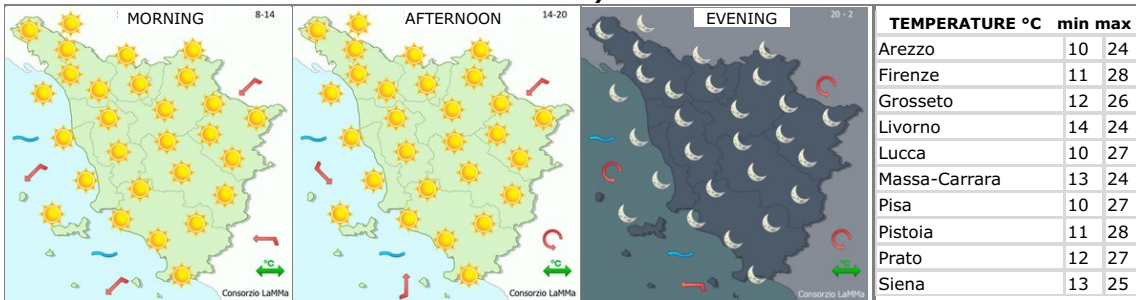 MORNING 8-14
°C
Consorzio LaMMa
AFTERNOON 14-20
°C
Consorzio LaMMa
EVENING 20 - 2
°C
Consorzio LaMMa
TEMPERATURE °C min max
Arezzo 10 24
Firenze 11 28
Grosseto 12 26
Livorno 14 24
Lucca 10 27
Massa-Carrara 13 24
Pisa 10 27
Pistoia 11 28
Prato 12 27
Siena 13 25